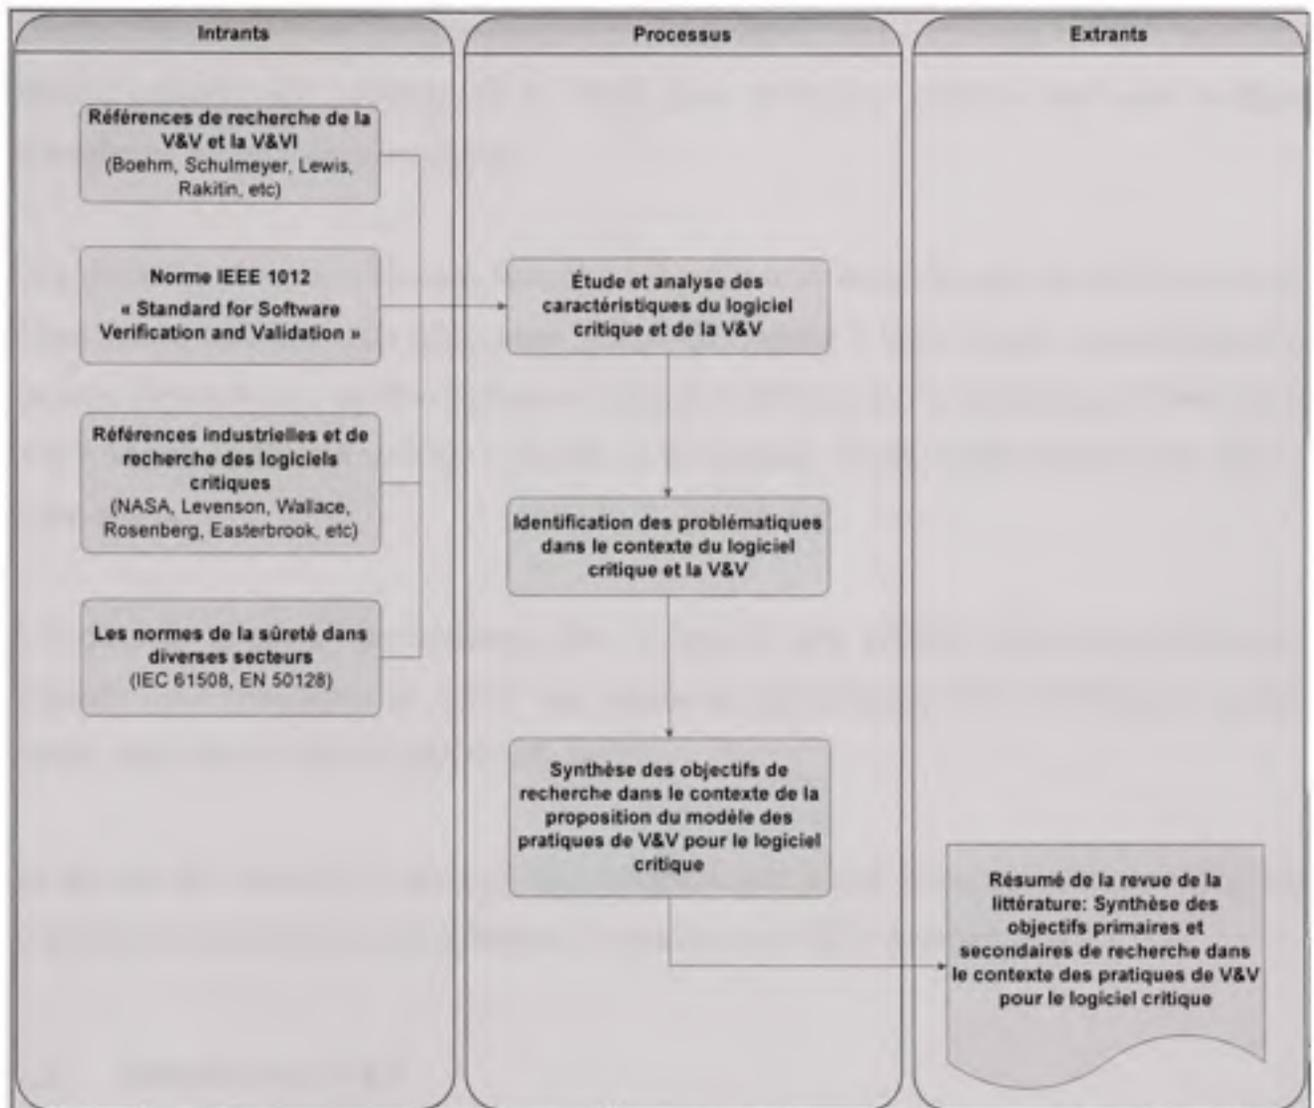 Intrants
Références de recherche de la
V&V et la V&VI
(Boehm, Schulmeyer, Lewis,
Rakitin, etc)
Norme IEEE 1012
« Standard for Software
Verification and Validation »
Références industrielles et de
recherche des logiciels
critiques
(NASA, Levenson, Wallace,
Rosenberg, Easterbrook, etc)
Les normes de la sûreté dans
diverses secteurs
(IEC 61508, EN 50128)
Processus
Étude et analyse des
caractéristiques du logiciel
critique et de la V&V
Identification des problématiques
dans le contexte du logiciel
critique et la V&V
Synthèse des objectifs de
recherche dans le contexte de la
proposition du modèle des
pratiques de V&V pour le logiciel
critique
Extrants
Résumé de la revue de la
littérature: Synthèse des
objectifs primaires et
secondaires de recherche dans
le contexte des pratiques de V&V
pour le logiciel critique